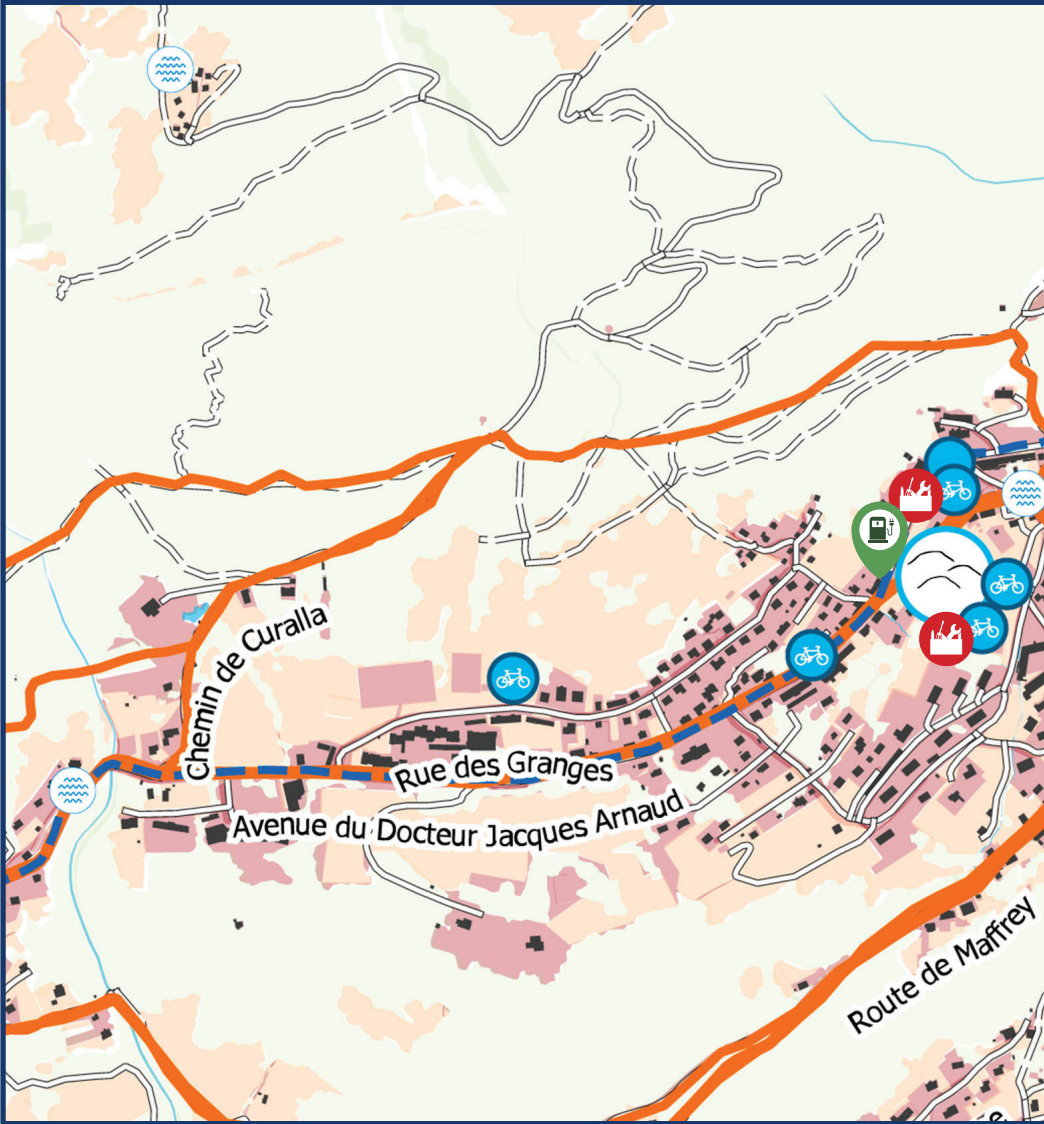 Chemin de Curalla
Rue des Granges
Avenue du Docteur Jacques Arnaud
Route de Maffrey